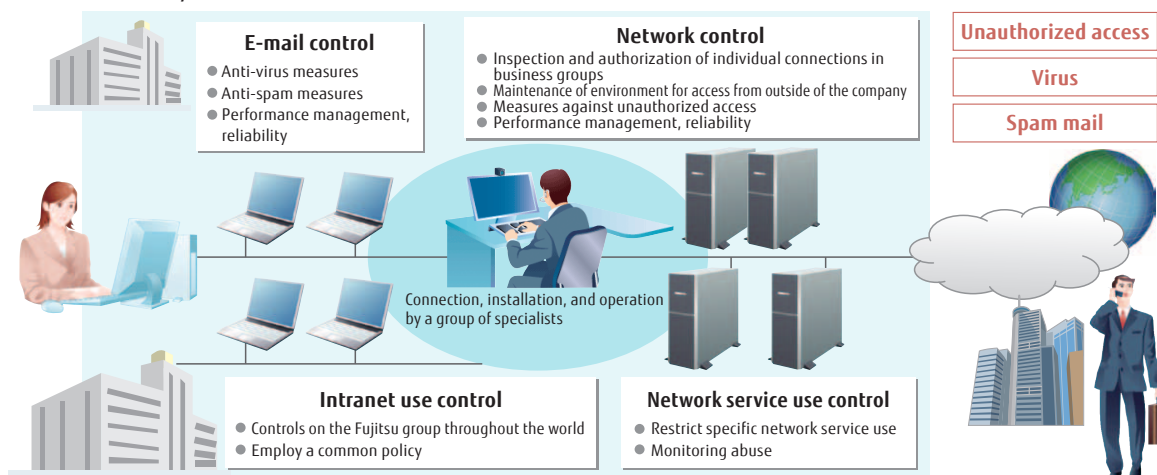 E-mail control
Anti-virus measures
Anti-spam measures
Performance management,
reliability
Network control
Inspection and authorization of individual connections in
business groups
Maintenance of environment for access from outside of the company
Measures against unauthorized access
Performance management, reliability
Unauthorized access
Virus
Spam mail
Connection, installation, and operation
by a group of specialists
Intranet use control
Controls on the Fujitsu group throughout the world
Employ a common policy
Network service use control
Restrict specific network service use
Monitoring abuse